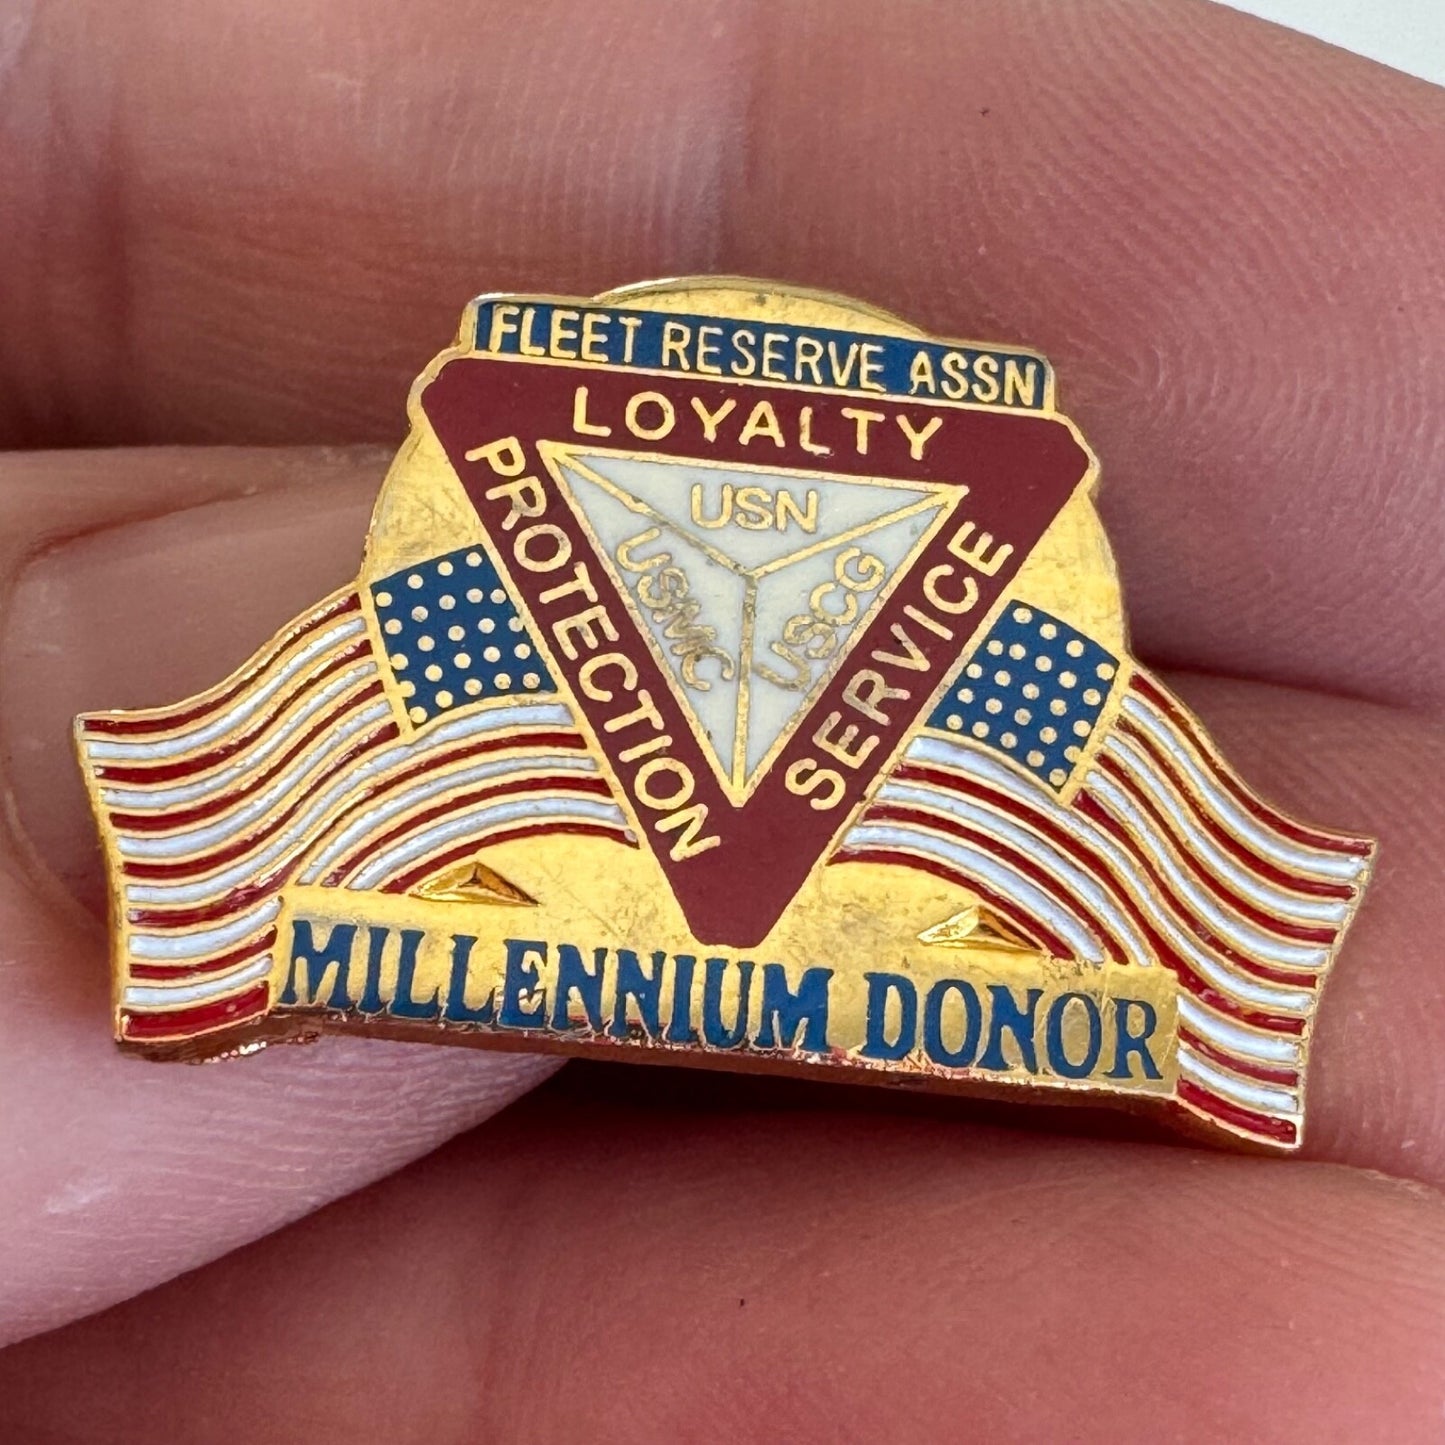 FLEET RESERVE ASSN
LOYALTY
PROTECTION
SERVICE
USN
USMC
USCG
MILLENNIUM DONOR